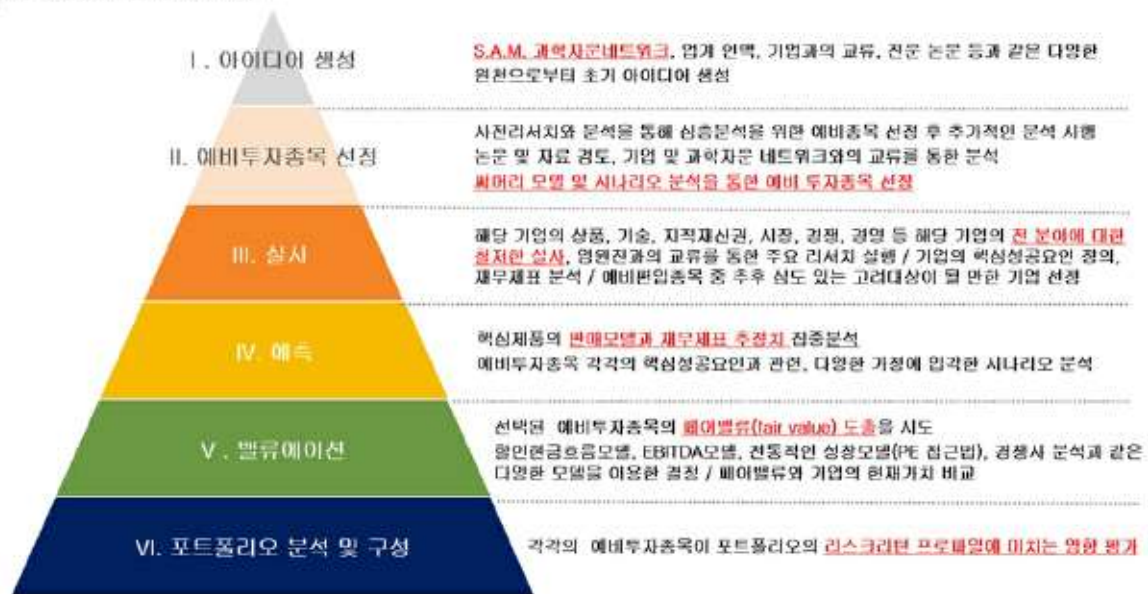 I. 아이디어 생성
S.A.M. 과학자문네트워크, 업계 인맥, 기업과의 교류, 전문 논문 등과 같은 다양한
원천으로부터 초기 아이디어 생성
II. 예비투자종목 선정
사전리서치와 분석을 통해 심층분석을 위한 예비종목 선정 후 추가적인 분석 시행
논문 및 자료 검토, 기업 및 과학자문 네트워크와의 교류를 통한 분석
써머리 모델 및 시나리오 분석을 통한 예비 투자종목 선정
III. 실사
해당 기업의 상품, 기술, 지적재산권, 시장, 경쟁, 경영 등 해당 기업의 전 분야에 대한
철저한 실사, 임원진과의 교류를 통한 주요 리서치 실행 / 기업의 핵심성공요인 정의,
재무제표 분석 / 예비편입종목 중 추후 심도 있는 고려대상이 될 만한 기업 선정
IV. 예측
핵심제품의 판매모델과 재무제표 추정치 집중분석
예비투자종목 각각의 핵심성공요인과 관련, 다양한 가정에 입각한 시나리오 분석
V. 밸류에이션
선택된 예비투자종목의 페어밸류(fair value) 도출을 시도
할인현금흐름모델, EBITDA모델, 전통적인 성장모델(PE 접근법), 경쟁사 분석과 같은
다양한 모델을 이용한 결정 / 페어밸류와 기업의 현재가치 비교
VI. 포트폴리오 분석 및 구성
각각의 예비투자종목이 포트폴리오의 리스크리턴 프로파일에 미치는 영향 평가